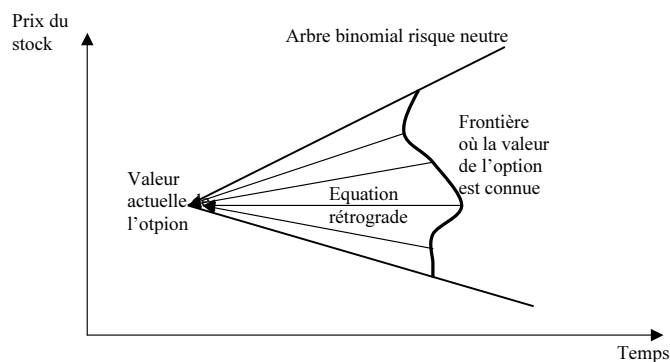 Prix du
stock
Arbre binomial risque neutre
Frontière
où la valeur
de l'option
est connue
Valeur
actuelle de
l'otpion
Equation
rétrograde
Temps